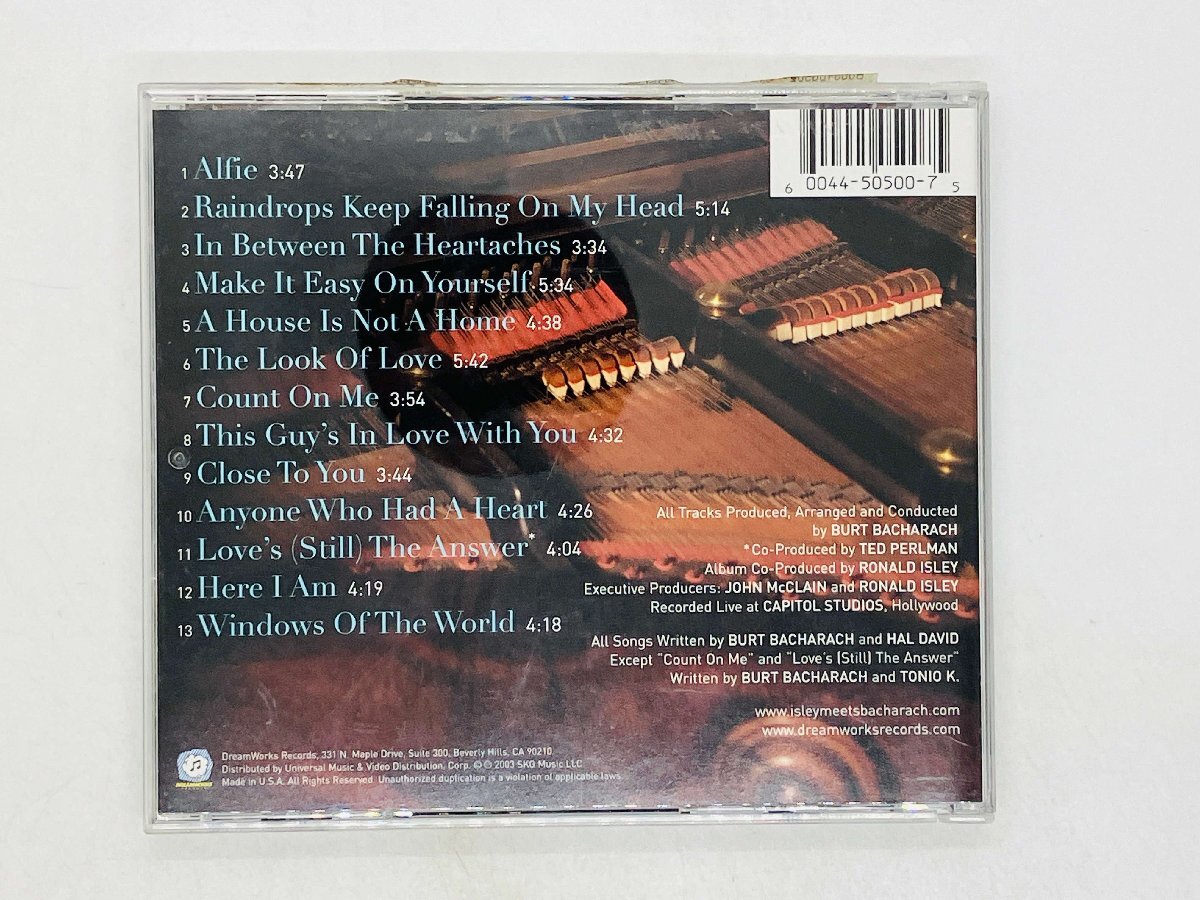 1 Alfie 3:47
2 Raindrops Keep Falling On My Head 5:14
3 In Between The Heartaches 3:34
4 Make It Easy On Yourself 5:34
5 A House Is Not A Home 4:38
6 The Look Of Love 5:42
7 Count On Me 3:54
8 This Guy's In Love With You 4:32
9 Close To You 3:44
10 Anyone Who Had A Heart 4:26
11 Love's (Still) The Answer* 4:04
12 Here I Am 4:19
13 Windows Of The World 4:18
6 0044-50500-7 5
All Tracks Produced, Arranged and Conducted
by BURT BACHARACH
*Co-Produced by TED PERLMAN
Album Co-Produced by RONALD ISLEY
Executive Producers: JOHN McCLAIN and RONALD ISLEY
Recorded Live at CAPITOL STUDIOS, Hollywood
All Songs Written by BURT BACHARACH and HAL DAVID
Except "Count On Me" and "Love's (Still) The Answer"
Written by BURT BACHARACH and TONIO K.
www.isleymeetsbacharach.com
www.dreamworksrecords.com
DreamWorks Records, 331 N. Maple Drive, Suite 300, Beverly Hills, CA 90210
Distributed by Universal Music & Video Distribution, Corp. ℗ © 2003 SKG Music LLC
Made in U.S.A. All Rights Reserved. Unauthorized duplication is a violation of applicable laws.